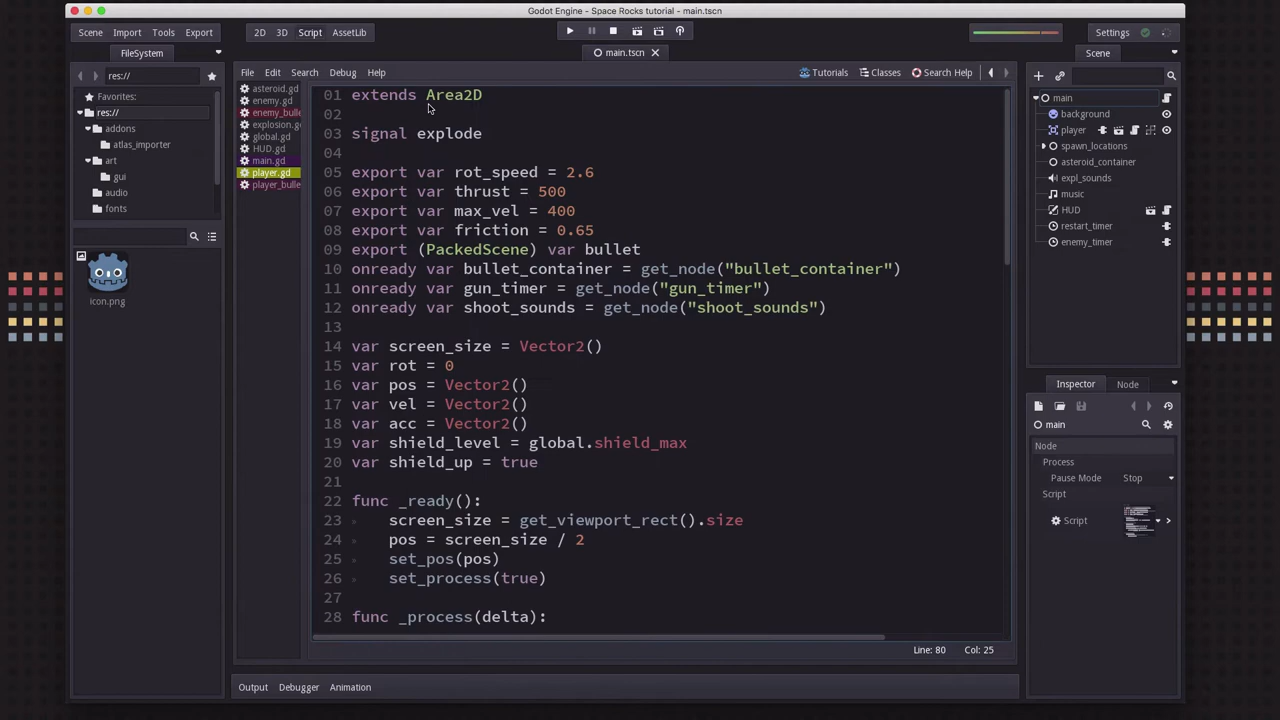 Godot Engine - Space Rocks tutorial - main.tscn
Scene Import Tools Export 2D 3D Script AssetLib Settings
FileSystem
main.tscn
Scene
res://
File Edit Search Debug Help Tutorials Classes Search Help
Favorites:
res://
addons
atlas_importer
art
gui
audio
fonts
icon.png
asteroid.gd
enemy.gd
enemy_bulle
explosion.gd
global.gd
HUD.gd
main.gd
player.gd
player_bulle
01 extends Area2D
02
03 signal explode
04
05 export var rot_speed = 2.6
06 export var thrust = 500
07 export var max_vel = 400
08 export var friction = 0.65
09 export (PackedScene) var bullet
10 onready var bullet_container = get_node("bullet_container")
11 onready var gun_timer = get_node("gun_timer")
12 onready var shoot_sounds = get_node("shoot_sounds")
13
14 var screen_size = Vector2()
15 var rot = 0
16 var pos = Vector2()
17 var vel = Vector2()
18 var acc = Vector2()
19 var shield_level = global.shield_max
20 var shield_up = true
21
22 func _ready():
23 screen_size = get_viewport_rect().size
24 pos = screen_size / 2
25 set_pos(pos)
26 set_process(true)
27
28 func _process(delta):
Line: 80 Col: 25
Output Debugger Animation
main
background
player
spawn_locations
asteroid_container
expl_sounds
music
HUD
restart_timer
enemy_timer
Inspector Node
main
Node
Process
Pause Mode Stop
Script
Script